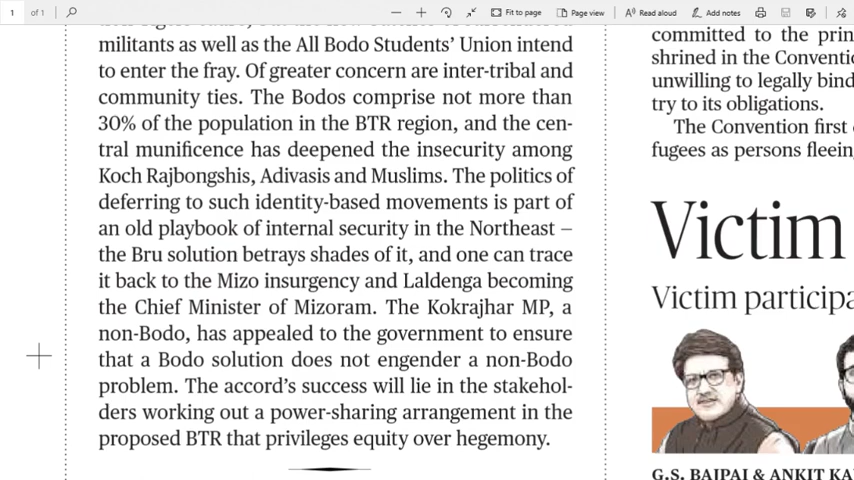 1 of 1 Fit to page Page view Read aloud Add notes
militants as well as the All Bodo Students’ Union intend
to enter the fray. Of greater concern are inter-tribal and
community ties. The Bodos comprise not more than
30% of the population in the BTR region, and the cen-
tral munificence has deepened the insecurity among
Koch Rajbongshis, Adivasis and Muslims. The politics of
deferring to such identity-based movements is part of
an old playbook of internal security in the Northeast –
the Bru solution betrays shades of it, and one can trace
it back to the Mizo insurgency and Laldenga becoming
the Chief Minister of Mizoram. The Kokrajhar MP, a
non-Bodo, has appealed to the government to ensure
that a Bodo solution does not engender a non-Bodo
problem. The accord’s success will lie in the stakehol-
ders working out a power-sharing arrangement in the
proposed BTR that privileges equity over hegemony.
committed to the prin
shrined in the Conventio
unwilling to legally bind
try to its obligations.
The Convention first
fugees as persons fleein
Victim
Victim participa
G.S. BAJPAI & ANKIT KA